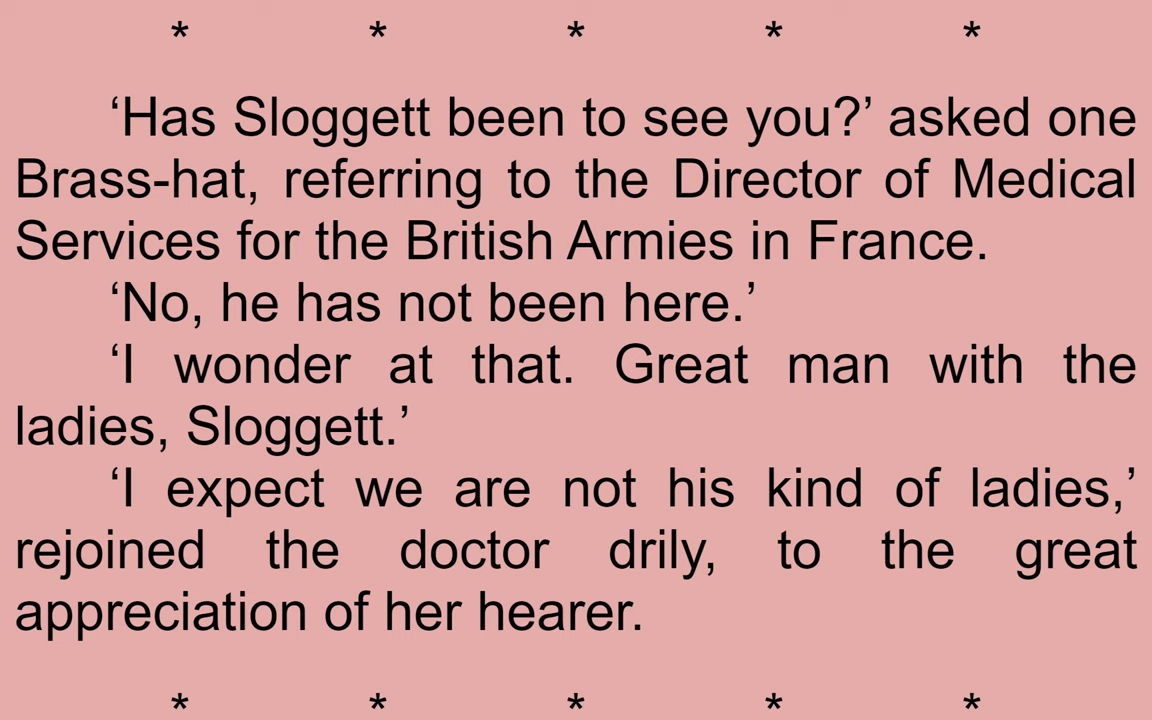 * * * * *
‘Has Sloggett been to see you?’ asked one
Brass-hat, referring to the Director of Medical
Services for the British Armies in France.
‘No, he has not been here.’
‘I wonder at that. Great man with the
ladies, Sloggett.’
‘I expect we are not his kind of ladies,’
rejoined the doctor drily, to the great
appreciation of her hearer.
* * * * *